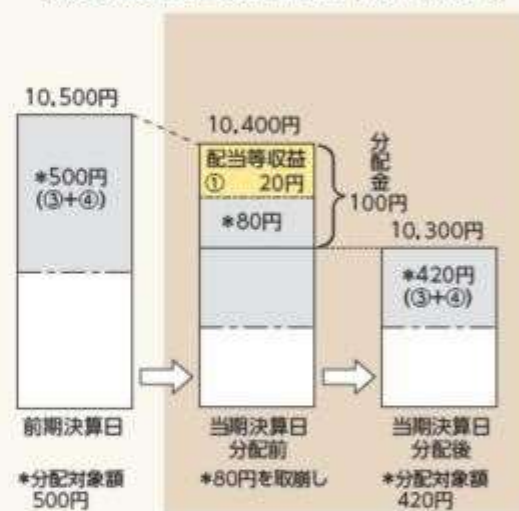 10,500円
*500円
(③+④)
前期決算日
*分配対象額
500円
10,400円
配当等収益
① 20円
*80円
分配金
100円
当期決算日
分配前
*80円を取崩し
10,300円
*420円
(③+④)
当期決算日
分配後
*分配対象額
420円